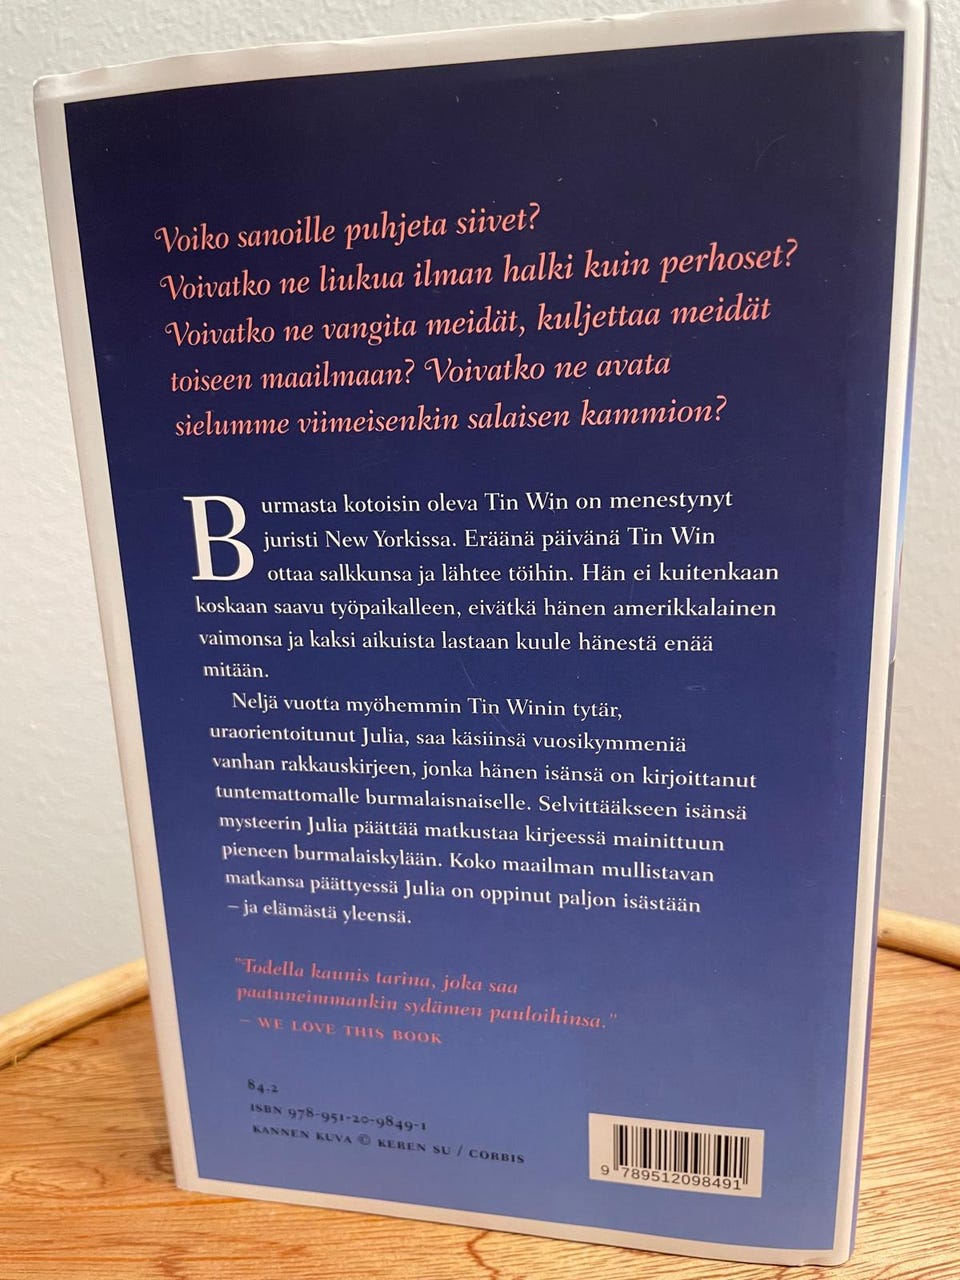 Voiko sanoille puhjeta siivet?
Voivatko ne liukua ilman halki kuin perhoset?
Voivatko ne vangita meidät, kuljettaa meidät
toiseen maailmaan? Voivatko ne avata
sielumme viimeisenkin salaisen kammion?
Burmasta kotoisin oleva Tin Win on menestynyt
juristi New Yorkissa. Eräänä päivänä Tin Win
ottaa salkkunsa ja lähtee töihin. Hän ei kuitenkaan
koskaan saavu työpaikalleen, eivätkä hänen amerikkalainen
vaimonsa ja kaksi aikuista lastaan kuule hänestä enää
mitään.
Neljä vuotta myöhemmin Tin Winin tytär,
uraorientoitunut Julia, saa käsiinsä vuosikymmeniä
vanhan rakkauskirjeen, jonka hänen isänsä on kirjoittanut
tuntemattomalle burmalaisnaiselle. Selvittääkseen isänsä
mysteerin Julia päättää matkustaa kirjeessä mainittuun
pieneen burmalaiskylään. Koko maailman mullistavan
matkansa päättyessä Julia on oppinut paljon isästään
– ja elämästä yleensä.
"Todella kaunis tarina, joka saa
paatuneimmankin sydämen pauloihinsa."
– WE LOVE THIS BOOK
84.2
ISBN 978-951-20-9849-1
KANNEN KUVA © KEREN SU / CORBIS
9 789512 098491